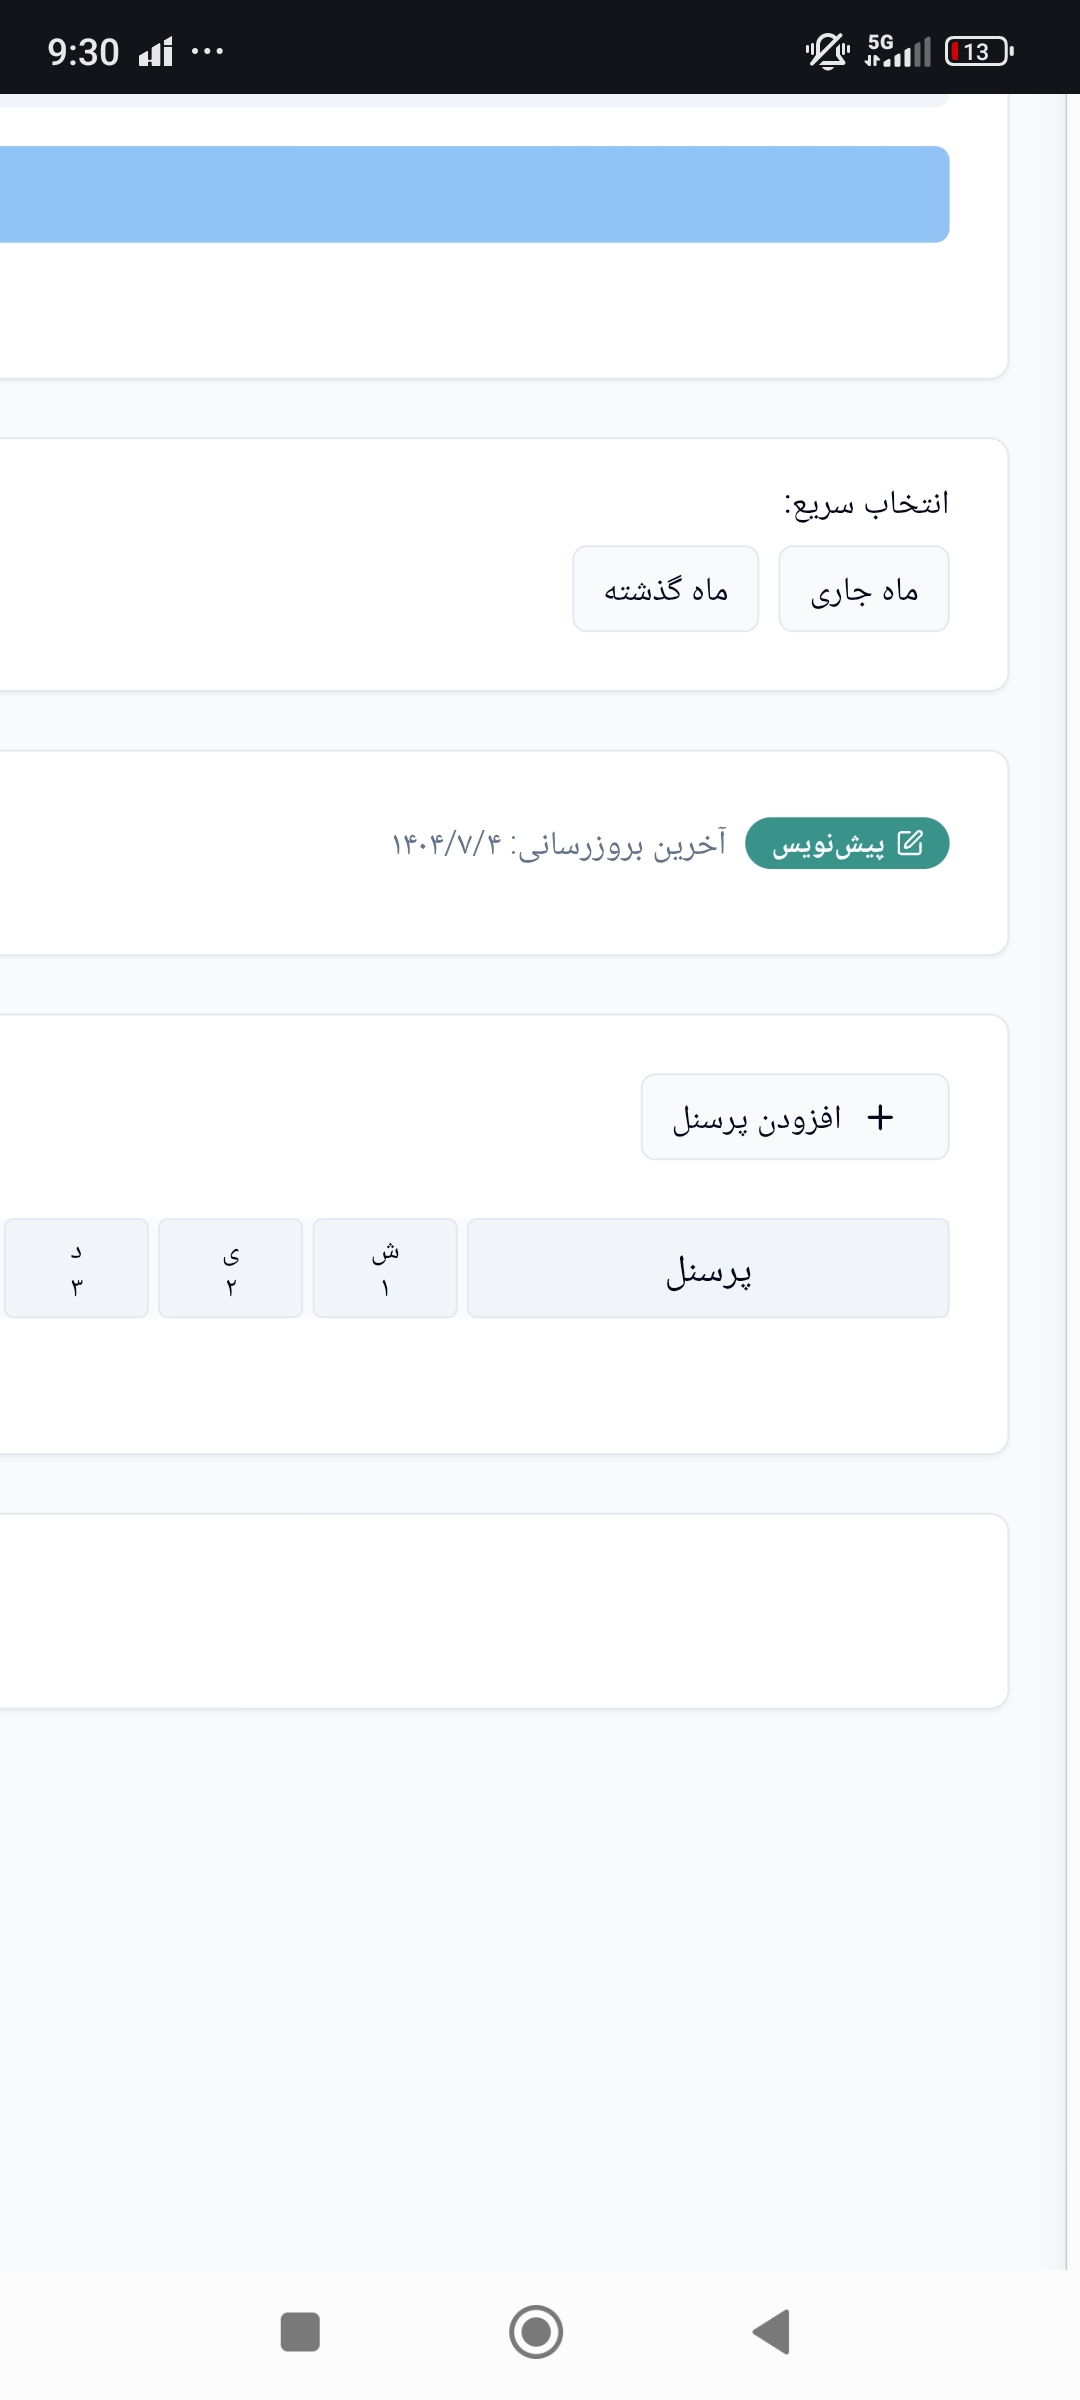 9:30
5G
13
انتخاب سریع:
ماه جاری
ماه گذشته
پیش‌نویس
آخرین بروزرسانی: ۱۴۰۴/۷/۴
افزودن پرسنل
پرسنل
ش
۱
ی
۲
د
۳